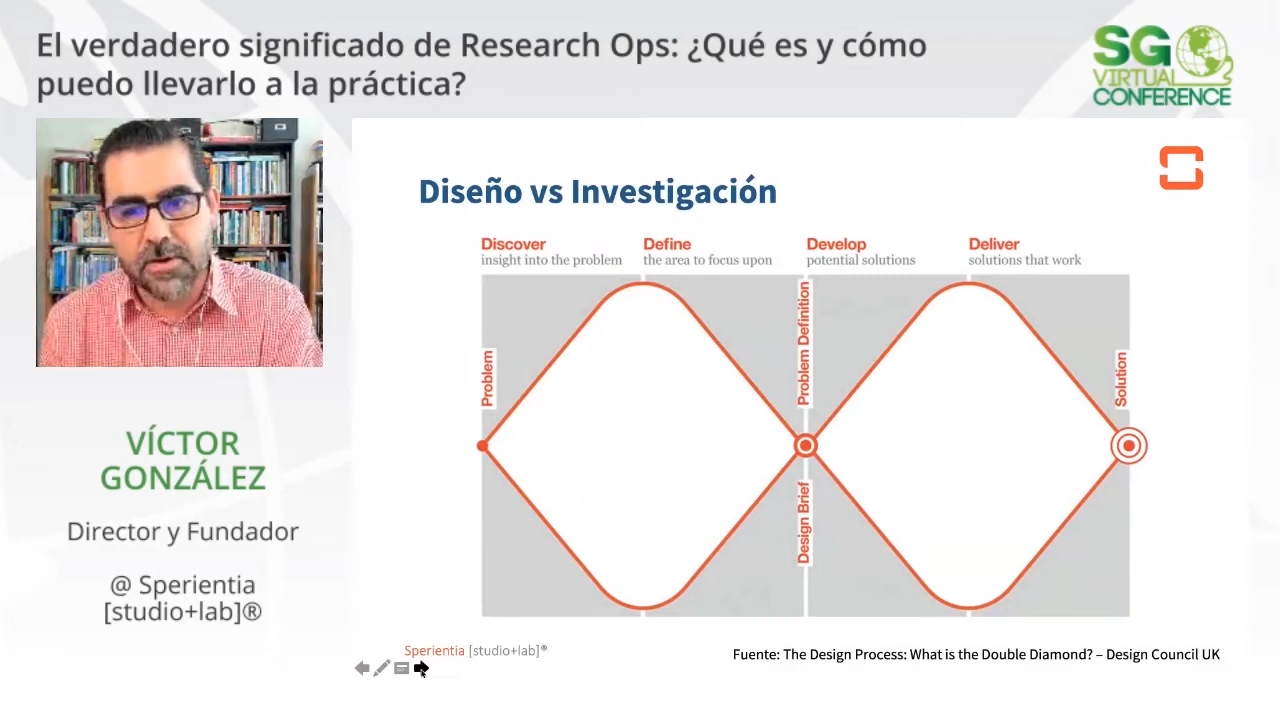 El verdadero significado de Research Ops: ¿Qué es y cómo
puedo llevarlo a la práctica?
SG
VIRTUAL
CONFERENCE
VÍCTOR
GONZÁLEZ
Director y Fundador
@ Sperientia
[studio+lab]®
Diseño vs Investigación
Discover
insight into the problem
Define
the area to focus upon
Develop
potential solutions
Deliver
solutions that work
Problem
Problem Definition
Design Brief
Solution
Sperientia [studio+lab]®
Fuente: The Design Process: What is the Double Diamond? – Design Council UK